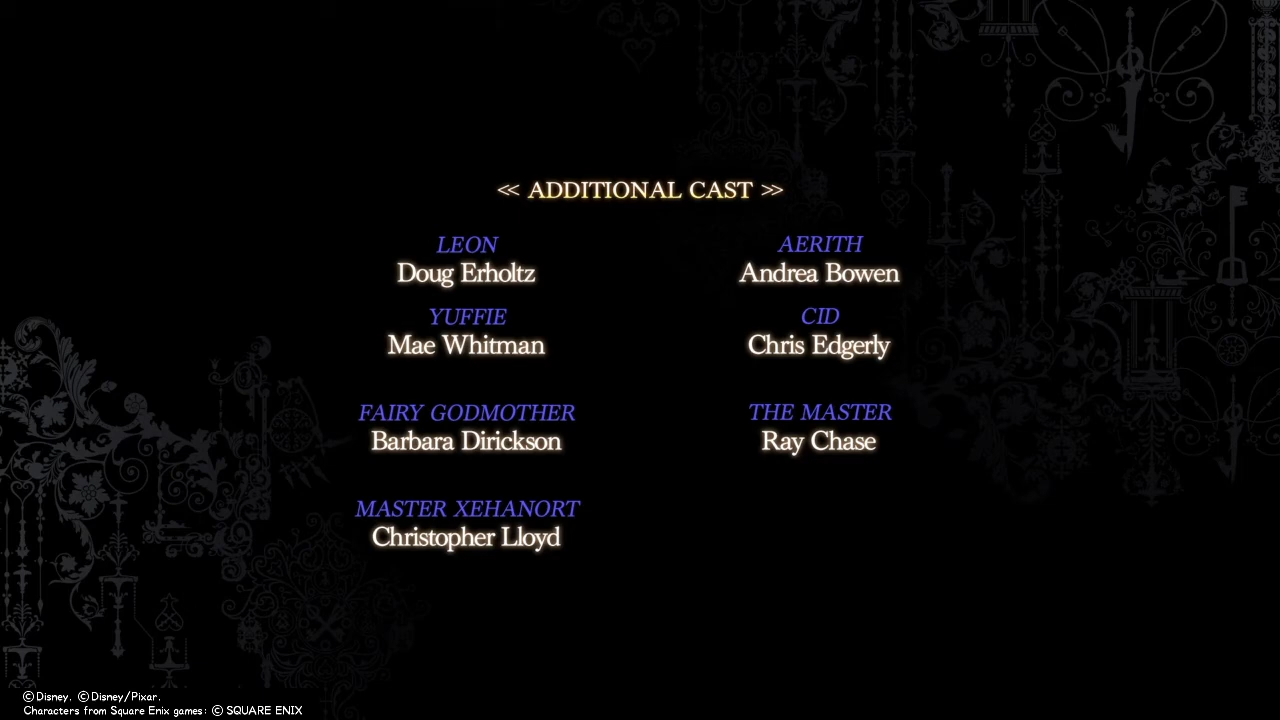 << ADDITIONAL CAST >>
LEON
Doug Erholtz
AERITH
Andrea Bowen
YUFFIE
Mae Whitman
CID
Chris Edgerly
FAIRY GODMOTHER
Barbara Dirickson
THE MASTER
Ray Chase
MASTER XEHANORT
Christopher Lloyd
©Disney. ©Disney/Pixar.
Characters from Square Enix games: © SQUARE ENIX